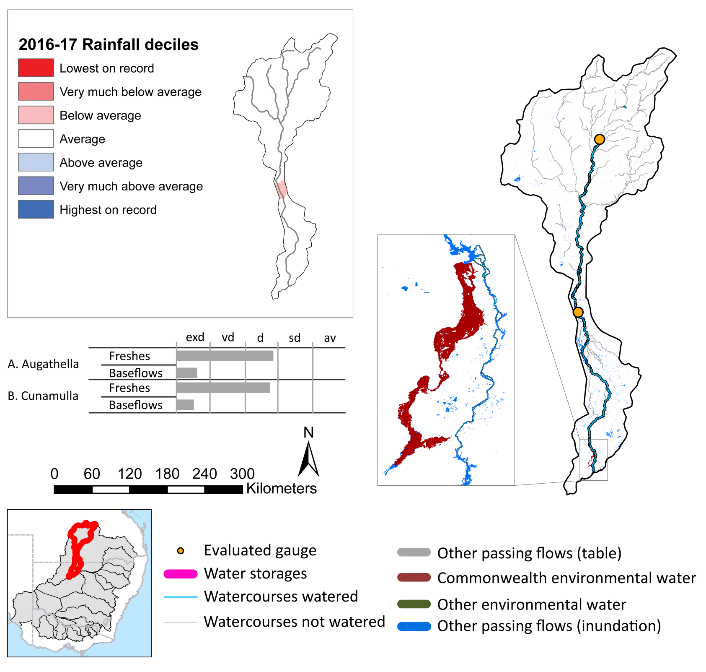 2016-17 Rainfall deciles
Lowest on record
Very much below average
Below average
Average
Above average
Very much above average
Highest on record
exd vd d sd av
A. Augathella
Freshes
Baseflows
B. Cunamulla
Freshes
Baseflows
N
0 60 120 180 240 300
Kilometers
Evaluated gauge
Water storages
Watercourses watered
Watercourses not watered
Other passing flows (table)
Commonwealth environmental water
Other environmental water
Other passing flows (inundation)